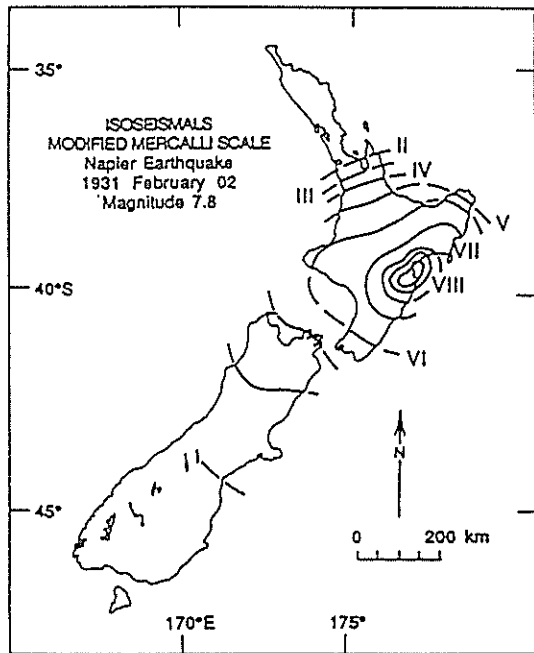 35°
ISOSEISMALS
MODIFIED MERCALLI SCALE
Napier Earthquake
1931 February 02
Magnitude 7.8
II
IV
III
V
VII
40°S
VIII
VI
N
45°
0 200 km
170°E 175°